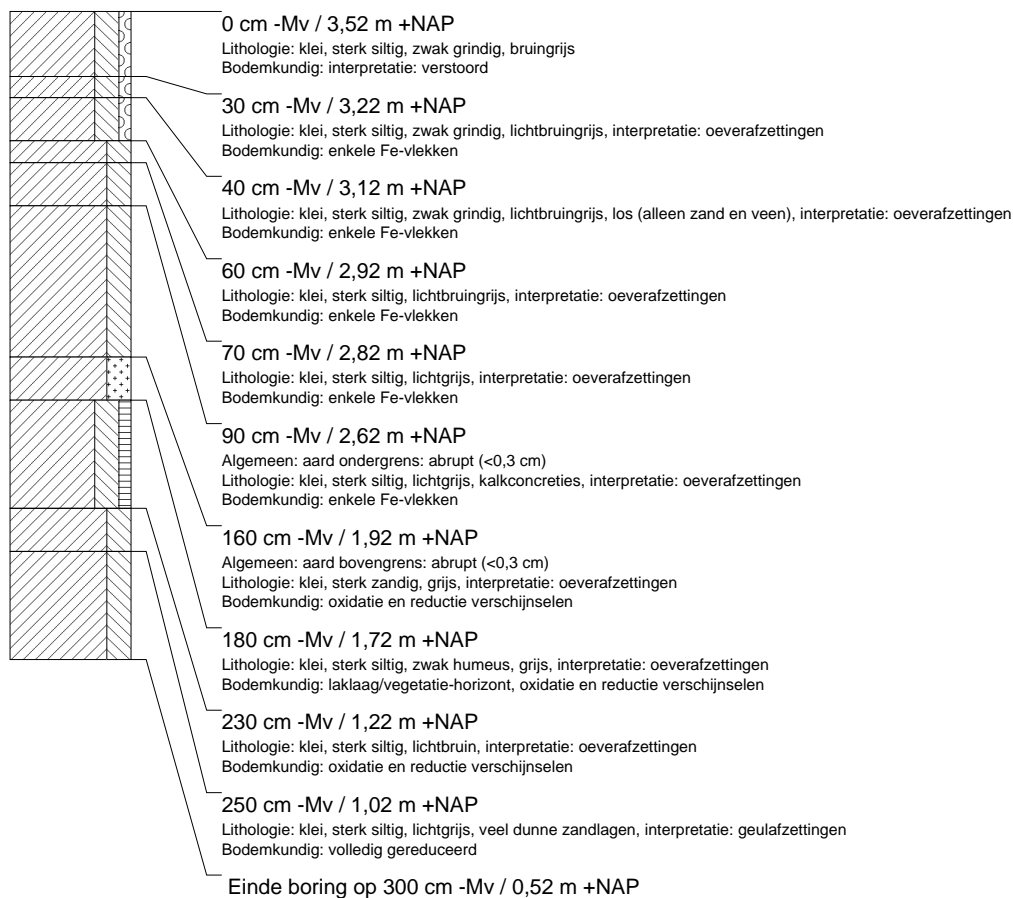 0 cm -Mv / 3,52 m +NAP
Lithologie: klei, sterk siltig, zwak grindig, bruingrijs
Bodemkundig: interpretatie: verstoord
30 cm -Mv / 3,22 m +NAP
Lithologie: klei, sterk siltig, zwak grindig, lichtbruingrijs, interpretatie: oeverafzettingen
Bodemkundig: enkele Fe-vlekken
40 cm -Mv / 3,12 m +NAP
Lithologie: klei, sterk siltig, zwak grindig, lichtbruingrijs, los (alleen zand en veen), interpretatie: oeverafzettingen
Bodemkundig: enkele Fe-vlekken
60 cm -Mv / 2,92 m +NAP
Lithologie: klei, sterk siltig, lichtbruingrijs, interpretatie: oeverafzettingen
Bodemkundig: enkele Fe-vlekken
70 cm -Mv / 2,82 m +NAP
Lithologie: klei, sterk siltig, lichtgrijs, interpretatie: oeverafzettingen
Bodemkundig: enkele Fe-vlekken
90 cm -Mv / 2,62 m +NAP
Algemeen: aard ondergrens: abrupt (<0,3 cm)
Lithologie: klei, sterk siltig, lichtgrijs, kalkconcreties, interpretatie: oeverafzettingen
Bodemkundig: enkele Fe-vlekken
160 cm -Mv / 1,92 m +NAP
Algemeen: aard bovengrens: abrupt (<0,3 cm)
Lithologie: klei, sterk zandig, grijs, interpretatie: oeverafzettingen
Bodemkundig: oxidatie en reductie verschijnselen
180 cm -Mv / 1,72 m +NAP
Lithologie: klei, sterk siltig, zwak humeus, grijs, interpretatie: oeverafzettingen
Bodemkundig: laklaag/vegetatie-horizont, oxidatie en reductie verschijnselen
230 cm -Mv / 1,22 m +NAP
Lithologie: klei, sterk siltig, lichtbruin, interpretatie: oeverafzettingen
Bodemkundig: oxidatie en reductie verschijnselen
250 cm -Mv / 1,02 m +NAP
Lithologie: klei, sterk siltig, lichtgrijs, veel dunne zandlagen, interpretatie: geulafzettingen
Bodemkundig: volledig gereduceerd
Einde boring op 300 cm -Mv / 0,52 m +NAP